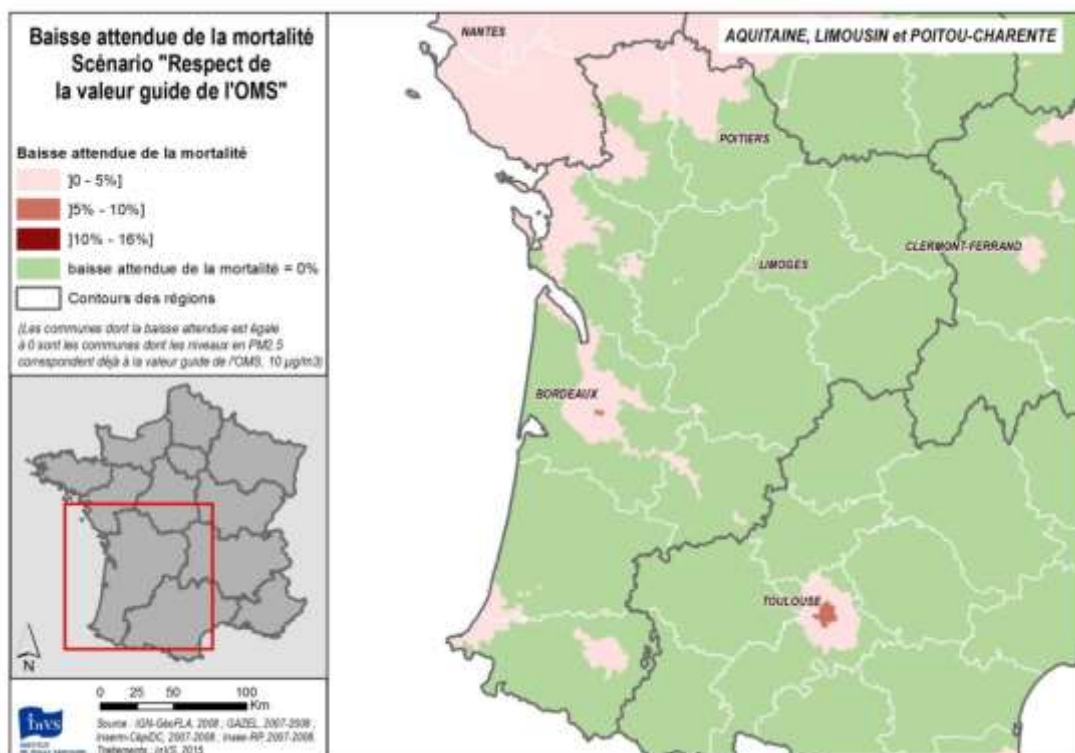 Baisse attendue de la mortalité
Scénario "Respect de
la valeur guide de l'OMS"
Baisse attendue de la mortalité
]0 - 5%]
]5% - 10%]
]10% - 16%]
baisse attendue de la mortalité = 0%
Contours des régions
(Les communes dont la baisse attendue est égale
à 0 sont les communes dont les niveaux en PM2.5
correspondent déjà à la valeur guide de l'OMS, 10 µg/m3)
N
0 25 50 100
Km
InVS
Source : IGN-GéoFLA, 2008 ; GAZEL, 2007-2008 ;
Inserm-CépiDC, 2007-2008 ; Insee-RP, 2007-2008.
Traitements : InVS, 2015
AQUITAINE, LIMOUSIN et POITOU-CHARENTE
NANTES
POITIERS
LIMOGES
CLERMONT-FERRAND
BORDEAUX
TOULOUSE